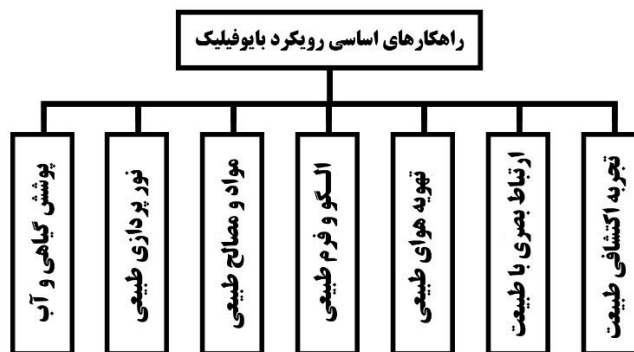 راهکارهای اساسی رویکرد بایوفیلیک
تجربه اکتشافی طبیعت
ارتباط بصری با طبیعت
تهویه هوای طبیعی
الـگو و فرم طبیعی
مواد و مصالح طبیعی
نور پردازی طبیعی
پوشش گیاهی و آب